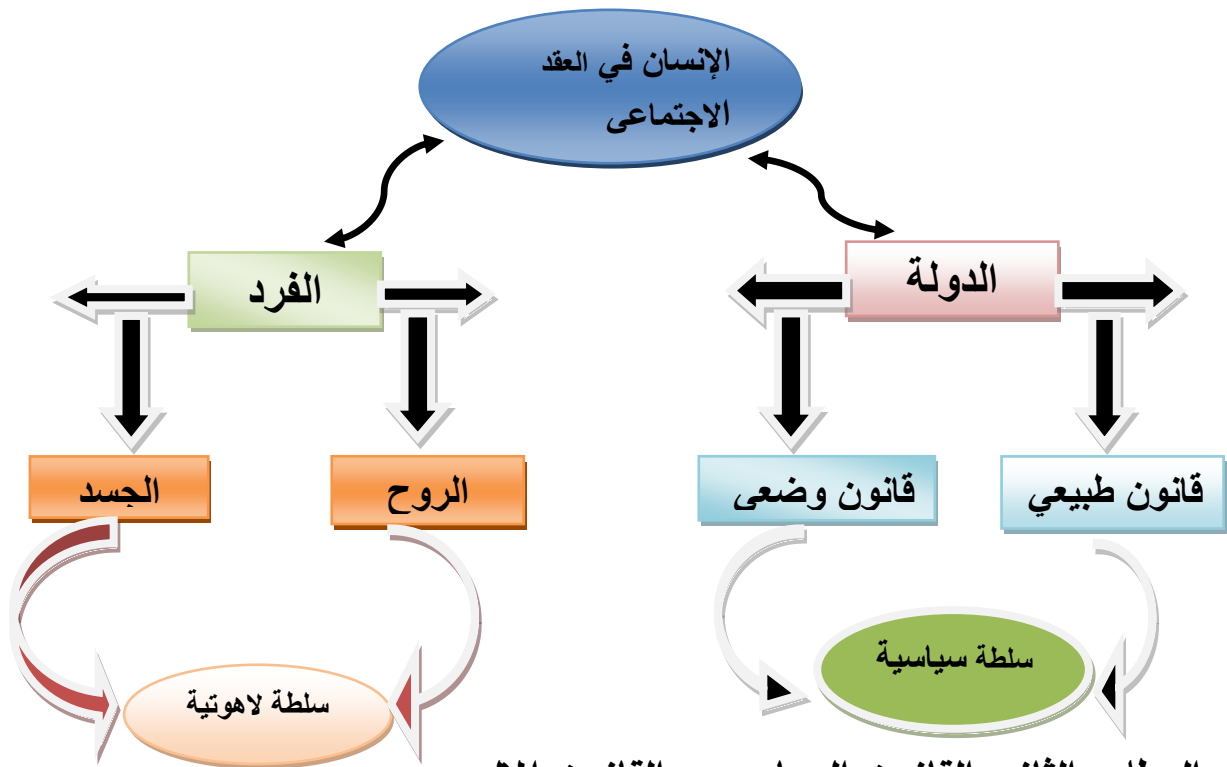 الإنسان في العقد
الاجتماعى
الدولة
الفرد
قانون طبيعي
قانون وضعى
الروح
الجسد
سلطة سياسية
سلطة لاهوتية